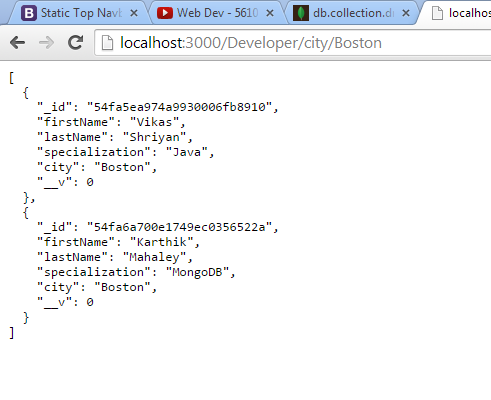 B Static Top Navb
Web Dev - 5610
db.collection.di
localhos
localhost:3000/Developer/city/Boston
[
{
"_id": "54fa5ea974a9930006fb8910",
"firstName": "Vikas",
"lastName": "Shriyan",
"specialization": "Java",
"city": "Boston",
"__v": 0
},
{
"_id": "54fa6a700e1749ec0356522a",
"firstName": "Karthik",
"lastName": "Mahaley",
"specialization": "MongoDB",
"city": "Boston",
"__v": 0
}
]